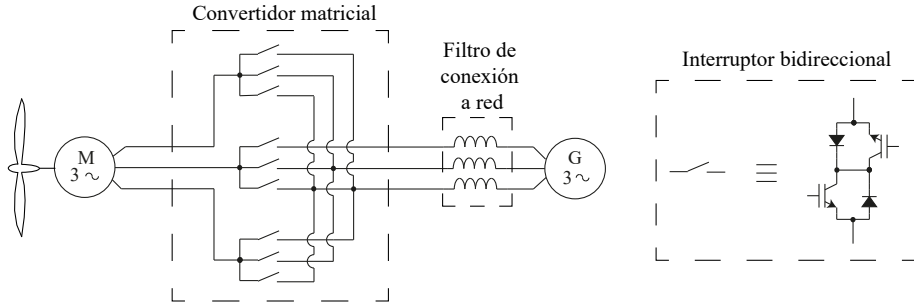 Convertidor matricial
Filtro de
conexión
a red
Interruptor bidireccional
M
3 ~
G
3 ~